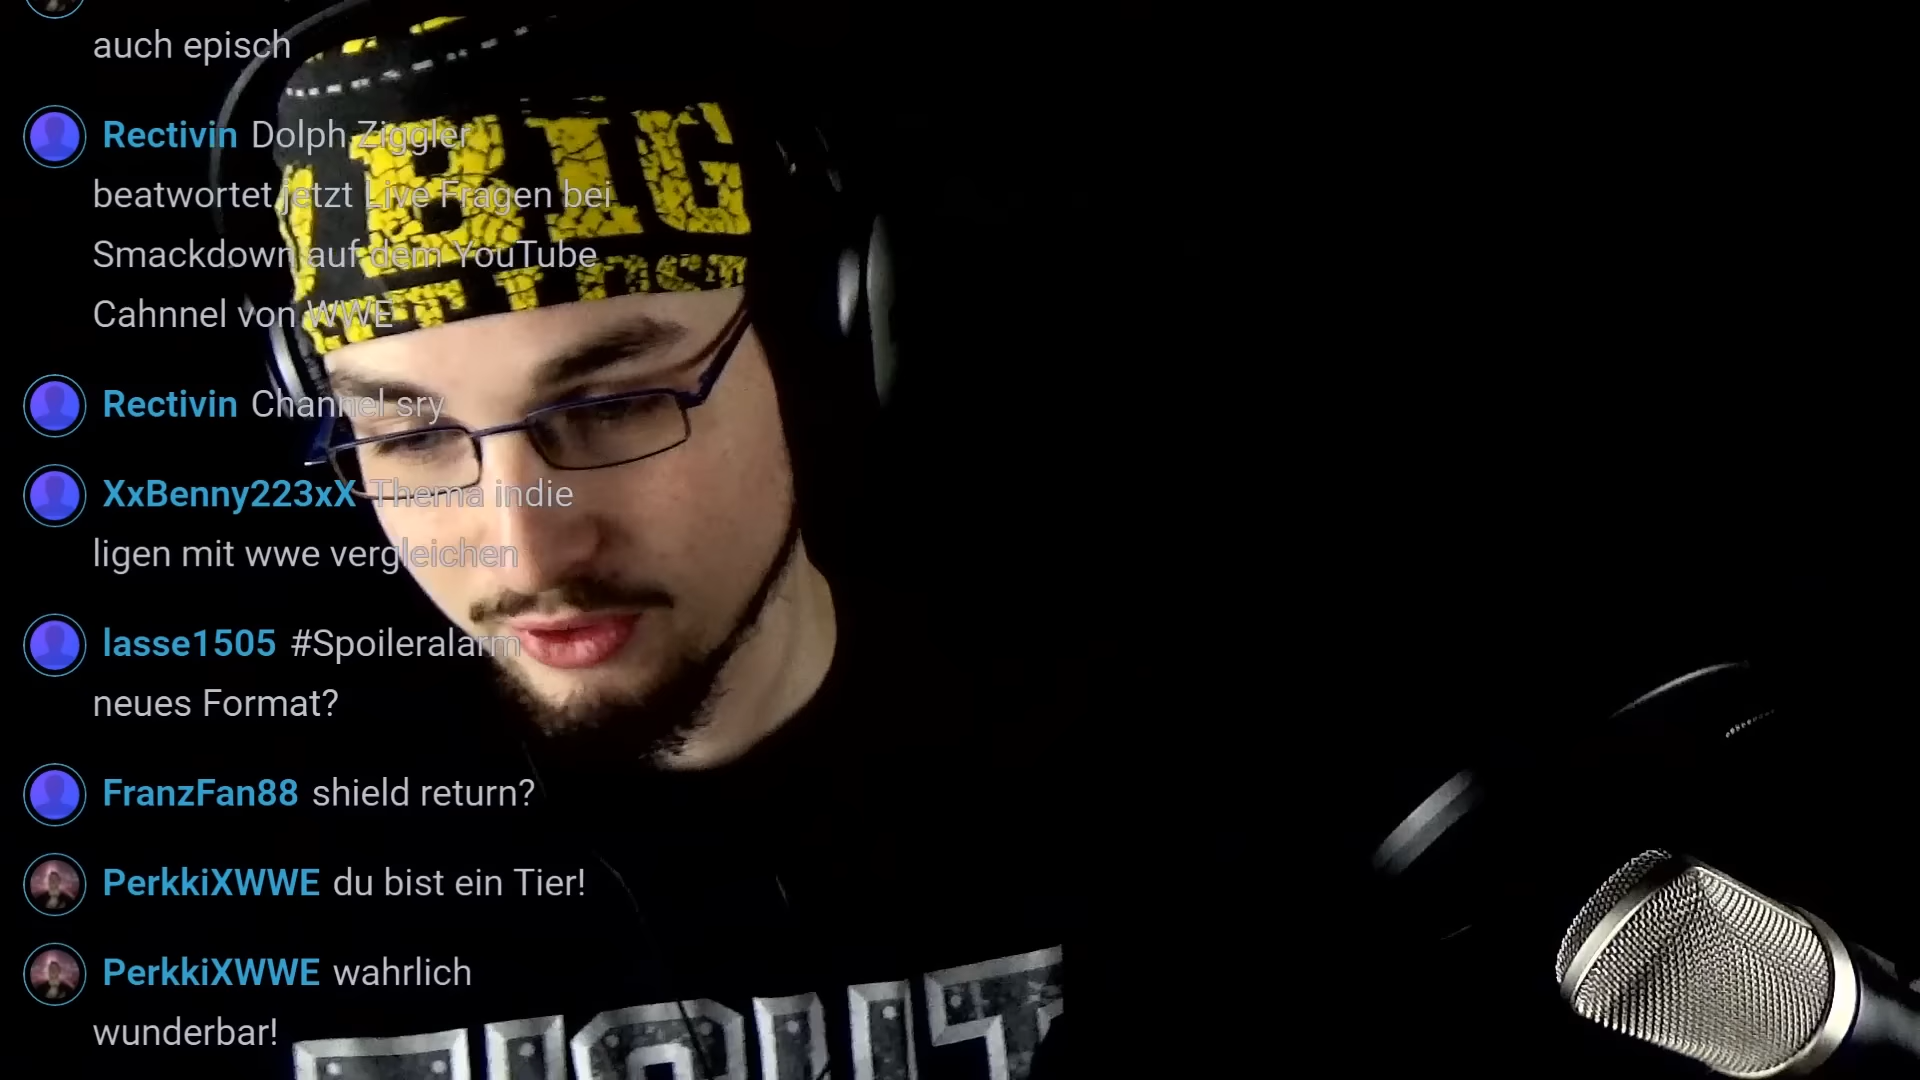 auch episch
Rectivin Dolph Ziggler
beatwortet jetzt Live Fragen bei
Smackdown auf dem YouTube
Cahnnel von WWE
Rectivin Channel sry
XxBenny223xX Thema indie
ligen mit wwe vergleichen
lasse1505 #Spoileralarm
neues Format?
FranzFan88 shield return?
PerkkiXWWE du bist ein Tier!
PerkkiXWWE wahrlich
wunderbar!
BIG